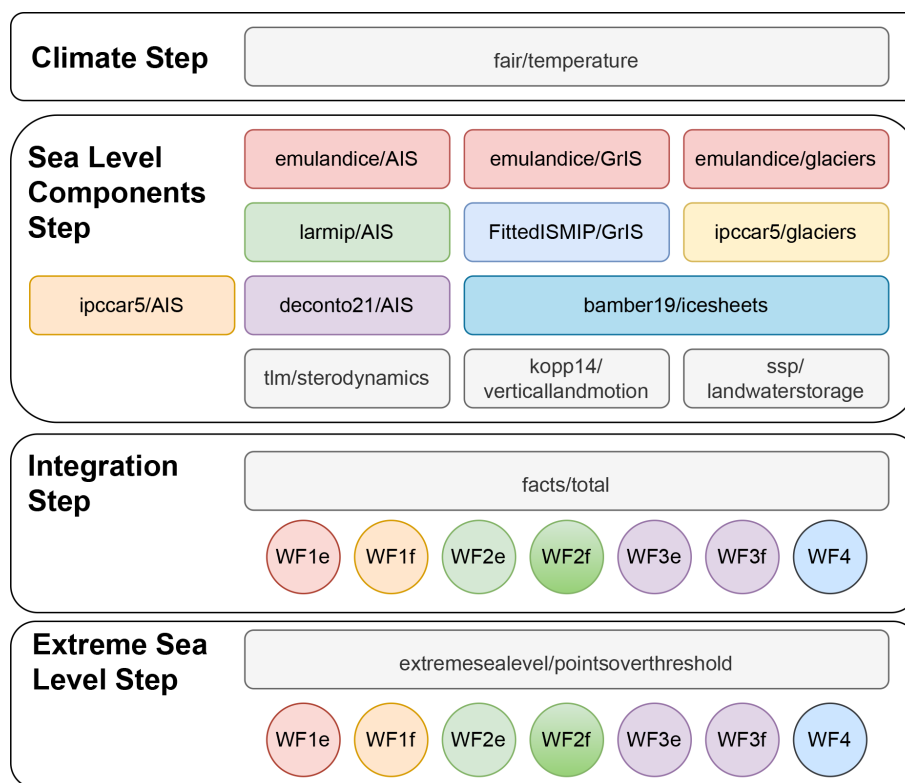 Climate Step
fair/temperature
Sea Level
Components
Step
emulandice/AIS
emulandice/GrIS
emulandice/glaciers
larmip/AIS
FittedISMIP/GrIS
ipccar5/glaciers
ipccar5/AIS
deconto21/AIS
bamber19/icesheets
tlm/sterodynamics
kopp14/
verticallandmotion
ssp/
landwaterstorage
Integration
Step
facts/total
WF1e
WF1f
WF2e
WF2f
WF3e
WF3f
WF4
Extreme Sea
Level Step
extremesealevel/pointsoverthreshold
WF1e
WF1f
WF2e
WF2f
WF3e
WF3f
WF4